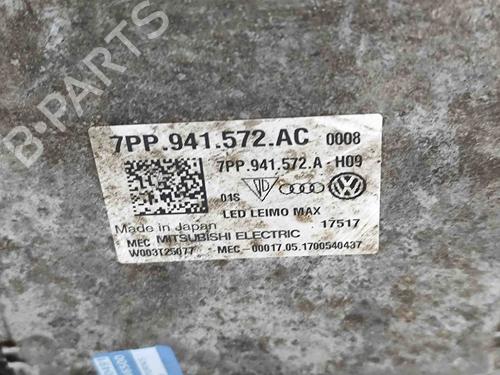 B-PARTS
7PP.941.572.AC 0008
7PP.941.572.A - H09
01S
LED LEIMO MAX
Made in Japan 17517
MEC MITSUBISHI ELECTRIC
W003T25077 MEC-00017.05.1700540437